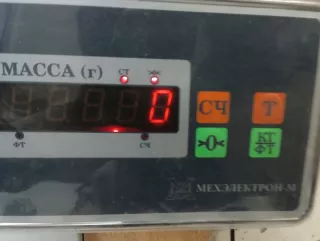 МАССА (г)
СТ
0
СЧ Т
>0< КГ
ФТ
ФТ СЧ
МЕХЭЛЕКТРОН-М